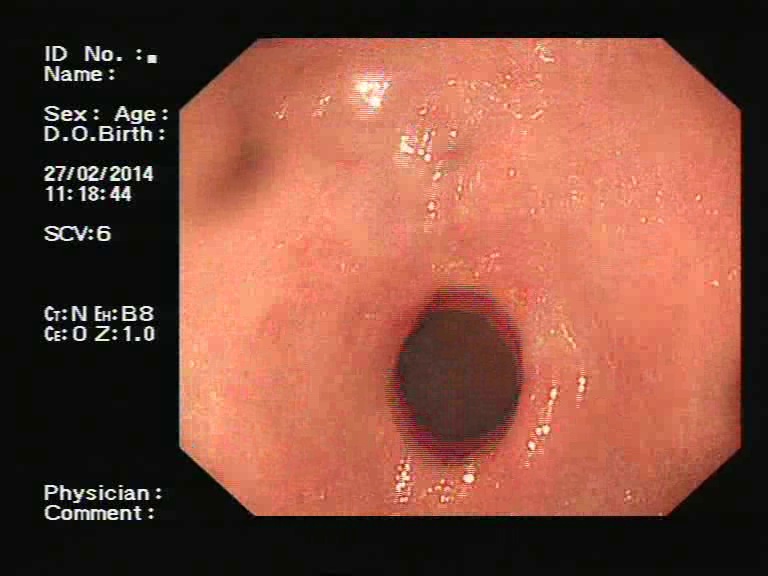 ID No. :
Name:
Sex: Age:
D.O.Birth:
27/02/2014
11:18:44
SCV:6
CT:N EH:B8
CE:0 Z:1.0
Physician:
Comment: